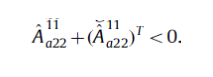 Â̈^{11}_{a22} + (Ǎ̈^{11}_{a22})^T < 0.